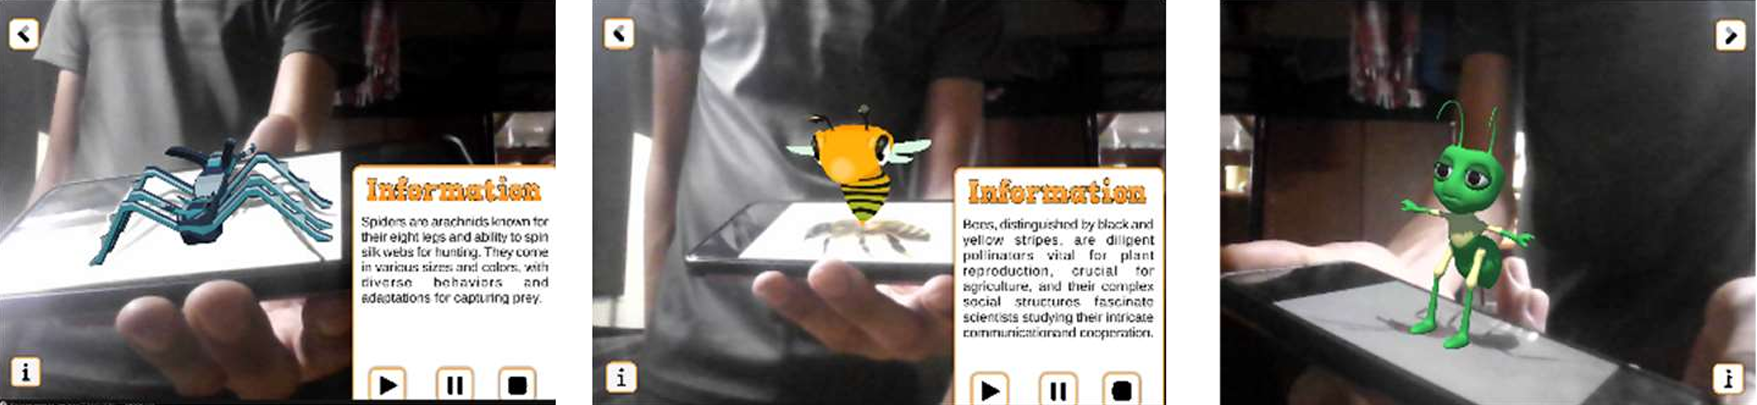 Information
Spiders are arachnids known for
their eight legs and ability to spin
silk webs for hunting. They come
in various sizes and colors, with
diverse behaviors and
adaptations for capturing prey.
i
Information
Bees, distinguished by black and
yellow stripes, are diligent
pollinators vital for plant
reproduction, crucial for
agriculture, and their complex
social structures fascinate
scientists studying their intricate
communicationand cooperation.
i
i